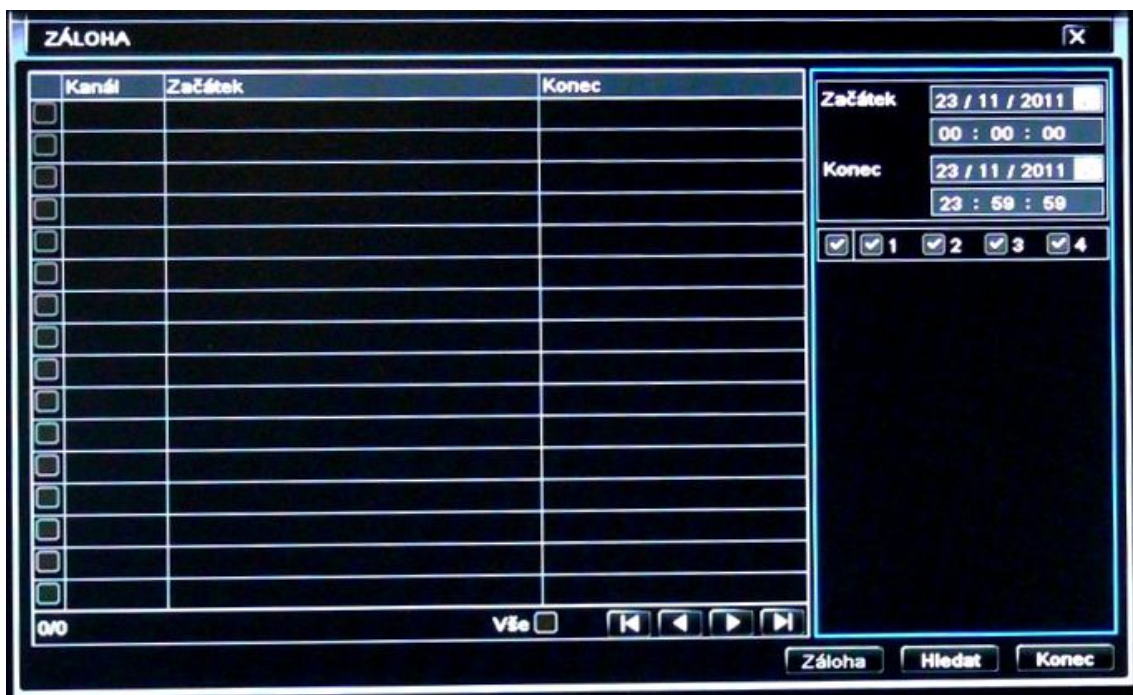 ZÁLOHA
Kanál Začátek Konec
0/0 Vše
Začátek 23 / 11 / 2011
00 : 00 : 00
Konec 23 / 11 / 2011
23 : 59 : 59
1 2 3 4
Záloha Hledat Konec